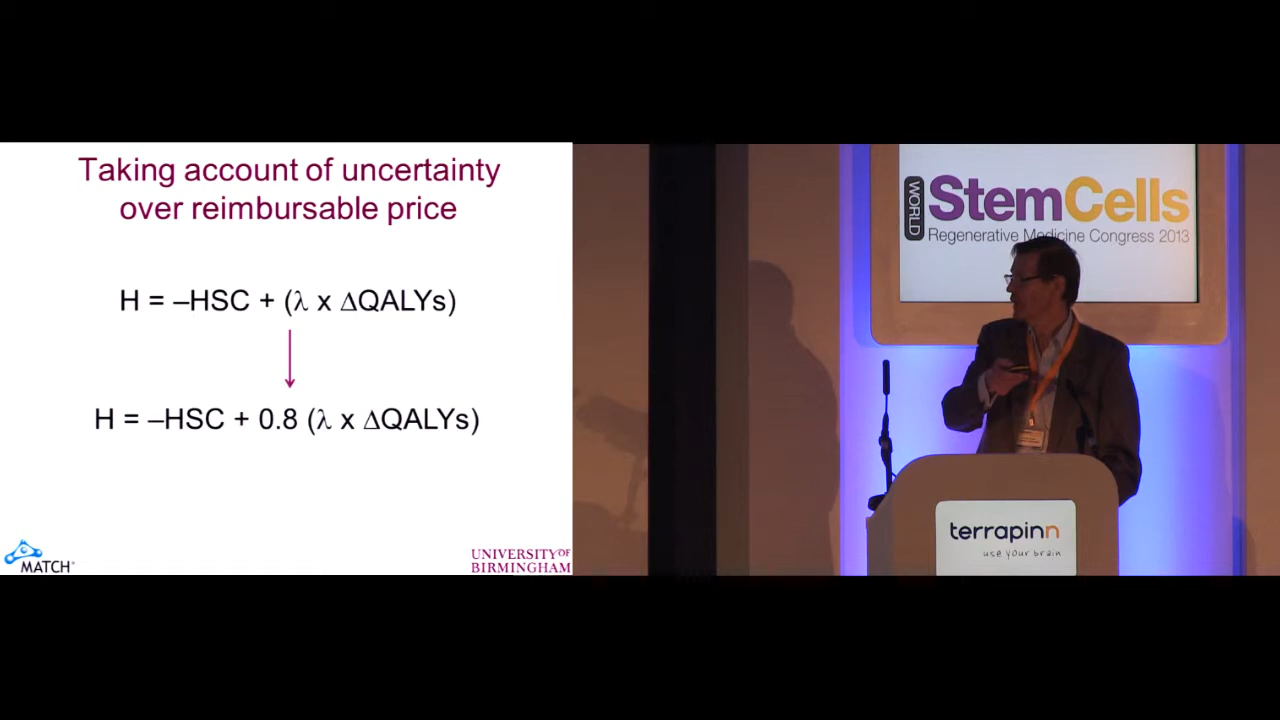 Taking account of uncertainty
over reimbursable price
H = –HSC + (λ x ΔQALYs)
H = –HSC + 0.8 (λ x ΔQALYs)
MATCH
UNIVERSITY OF
BIRMINGHAM
WORLD
StemCells
Regenerative Medicine Congress 2013
terrapinn
use your brain